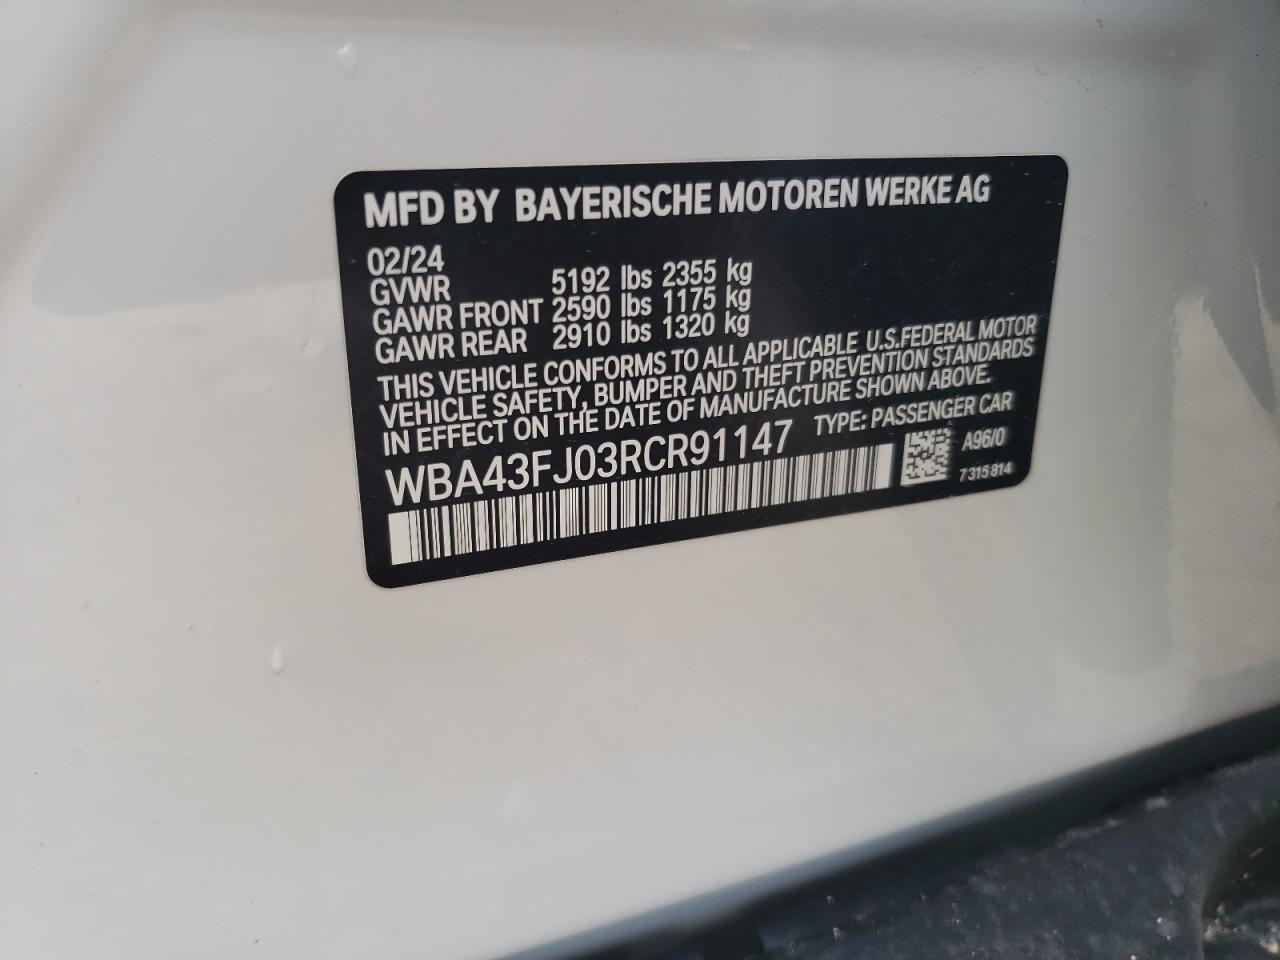 MFD BY BAYERISCHE MOTOREN WERKE AG
02/24
GVWR 5192 lbs 2355 kg
GAWR FRONT 2590 lbs 1175 kg
GAWR REAR 2910 lbs 1320 kg
THIS VEHICLE CONFORMS TO ALL APPLICABLE U.S.FEDERAL MOTOR
VEHICLE SAFETY, BUMPER AND THEFT PREVENTION STANDARDS
IN EFFECT ON THE DATE OF MANUFACTURE SHOWN ABOVE.
WBA43FJ03RCR91147 TYPE: PASSENGER CAR
A96/0
7315814